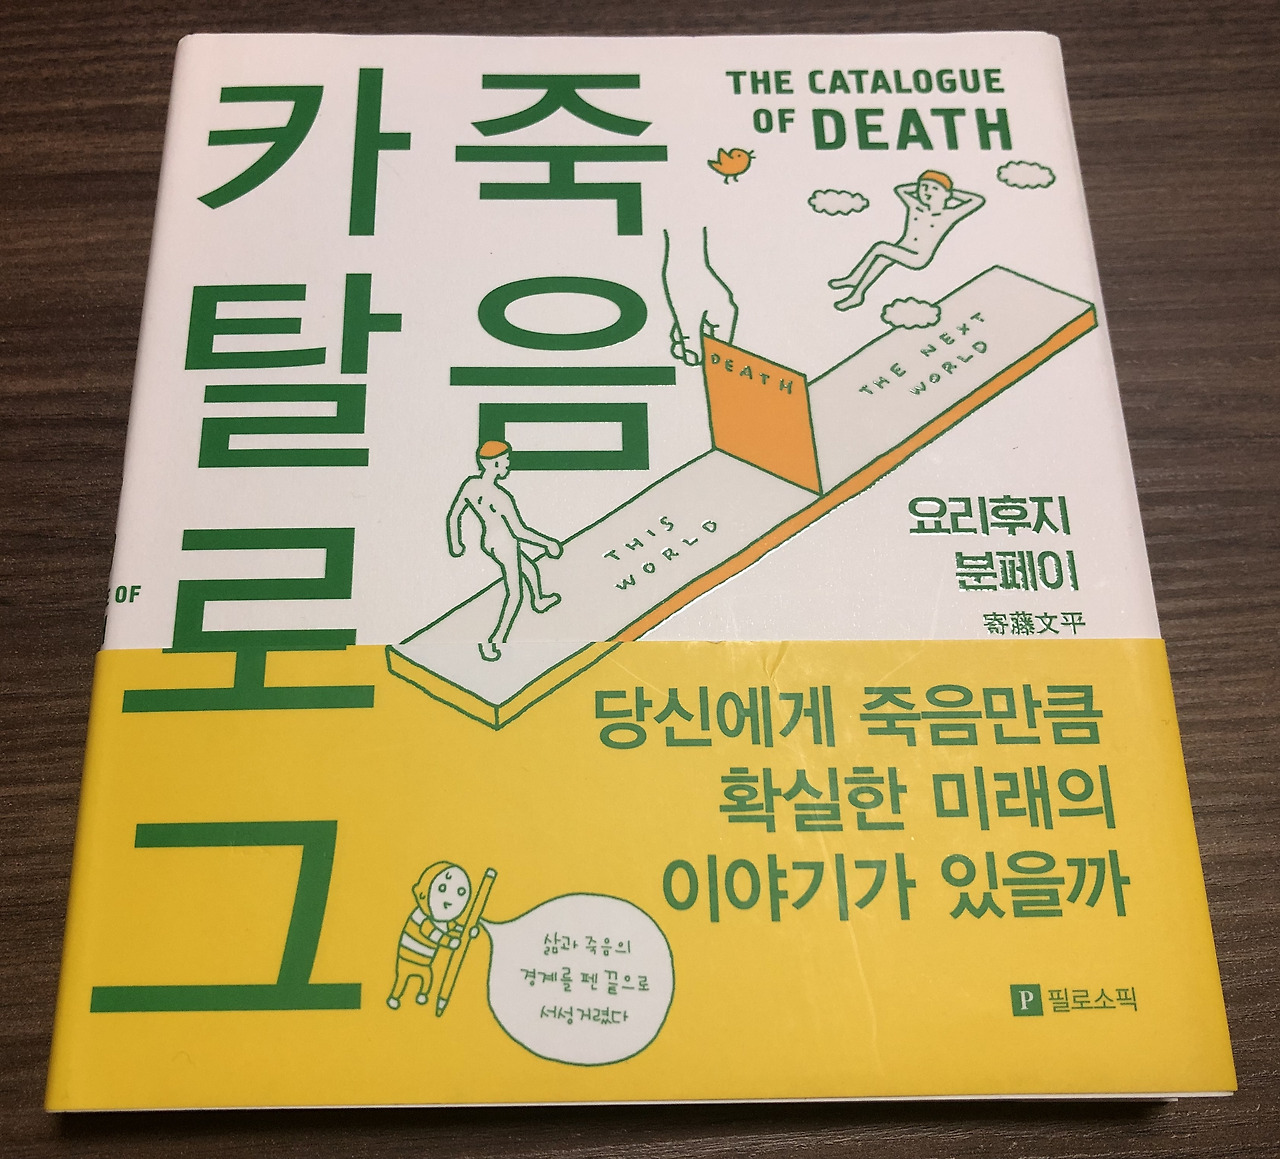 죽음
카탈로그
THE CATALOGUE
OF DEATH
DEATH
THE NEXT
WORLD
THIS
WORLD
요리후지
분페이
寄藤文平
OF
당신에게 죽음만큼
확실한 미래의
이야기가 있을까
삶과 죽음의
경계를 펜 끝으로
서성거렸다
P 필로소픽